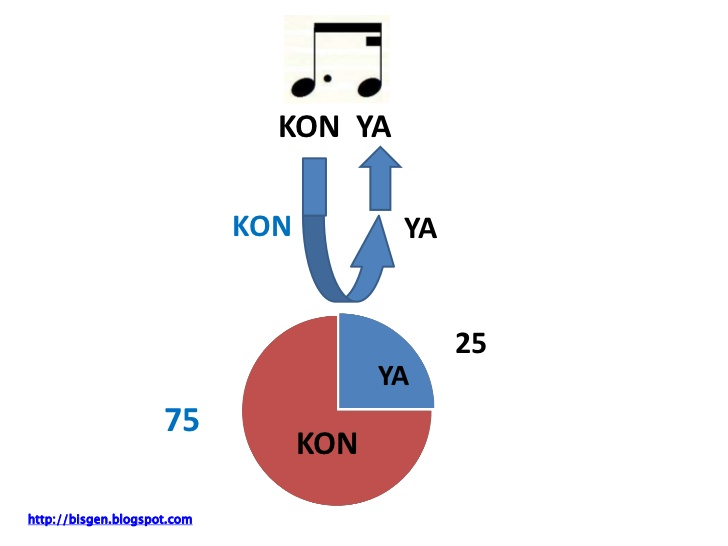 KON YA
KON
YA
25
YA
75
KON
http://bisgen.blogspot.com